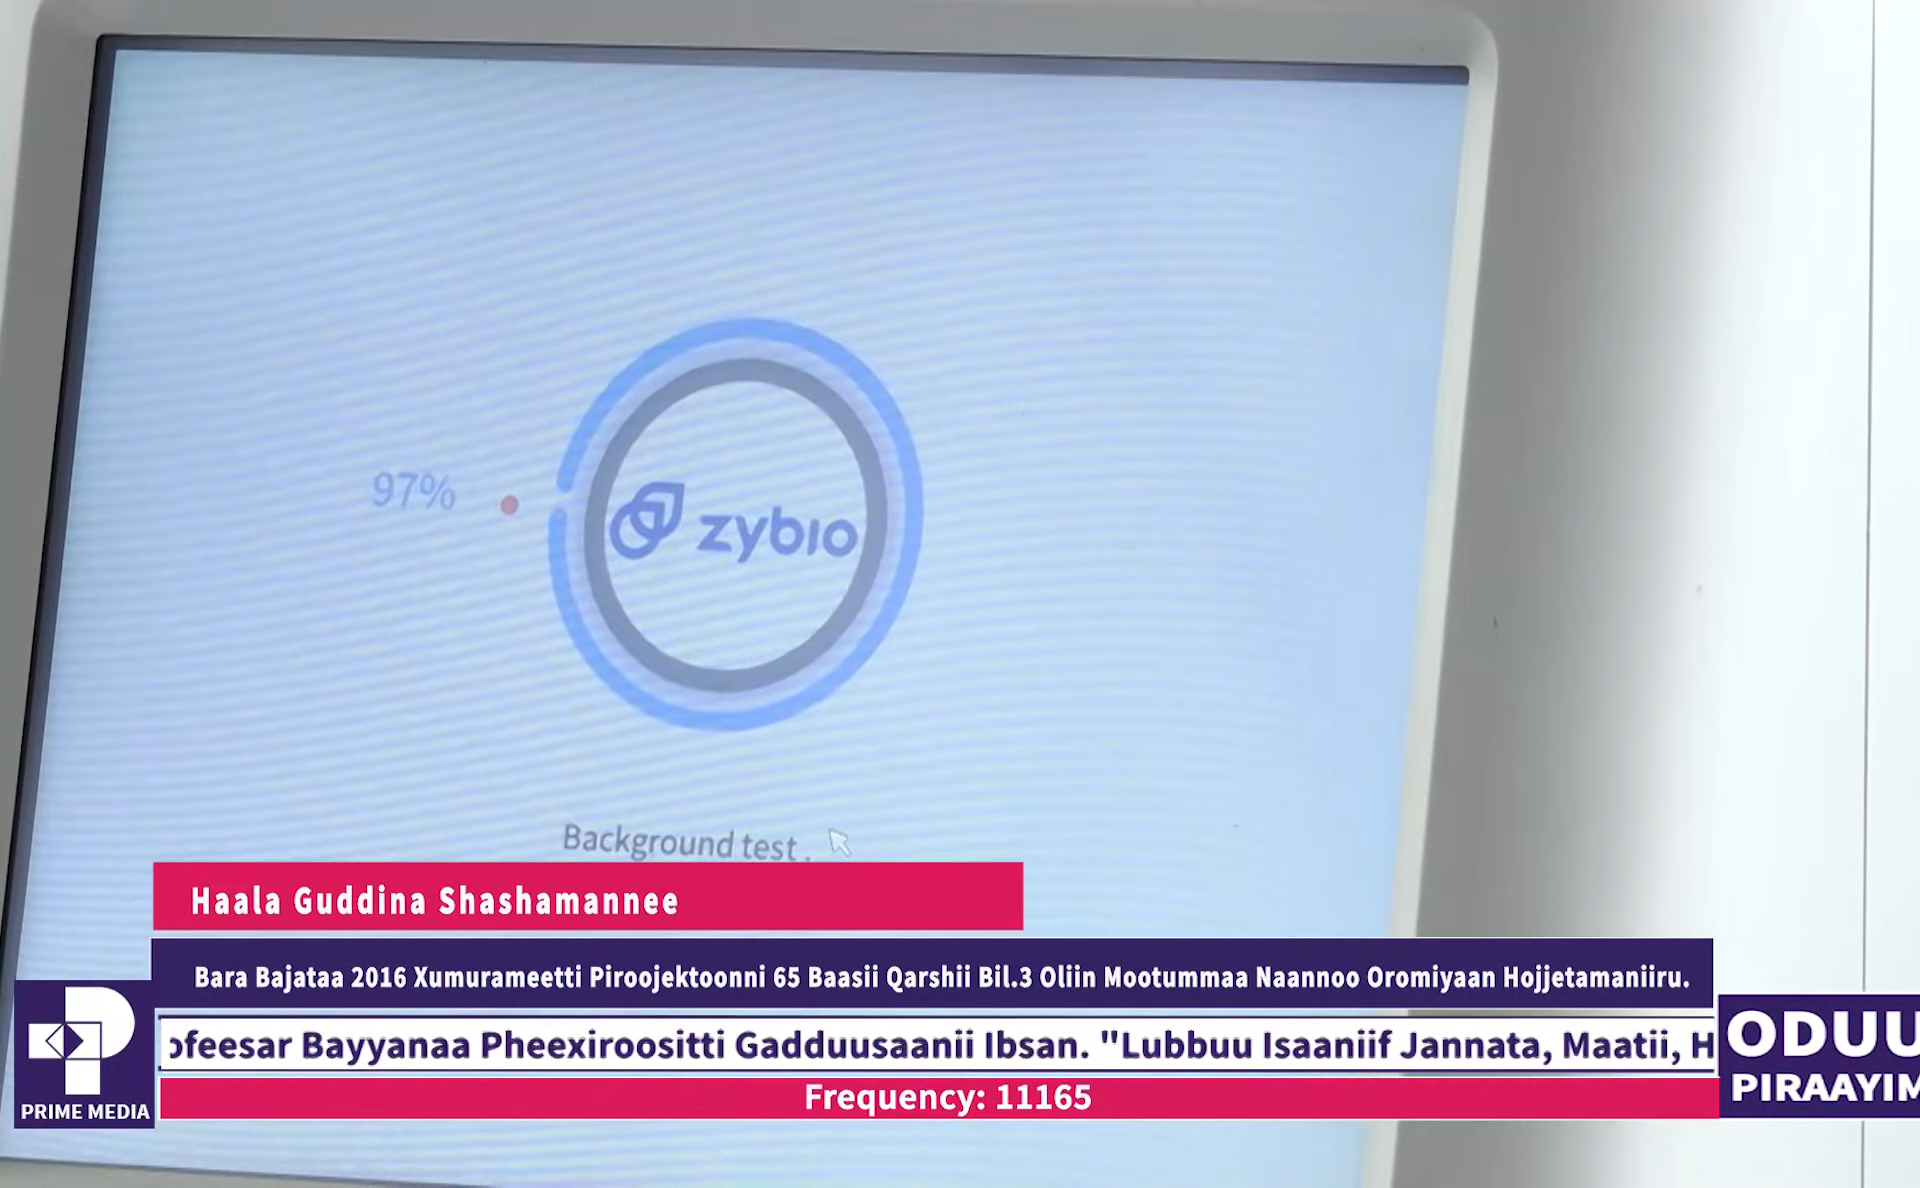 97%
zybio
Background test .
Haala Guddina Shashamannee
Bara Bajataa 2016 Xumurameetti Piroojektoonni 65 Baasii Qarshii Bil.3 Oliin Mootummaa Naannoo Oromiyaan Hojjetamaniiru.
ofeesar Bayyanaa Pheexiroositti Gadduusaanii Ibsan. "Lubbuu Isaaniif Jannata, Maatii, H
Frequency: 11165
PRIME MEDIA
ODUU
PIRAAYIM